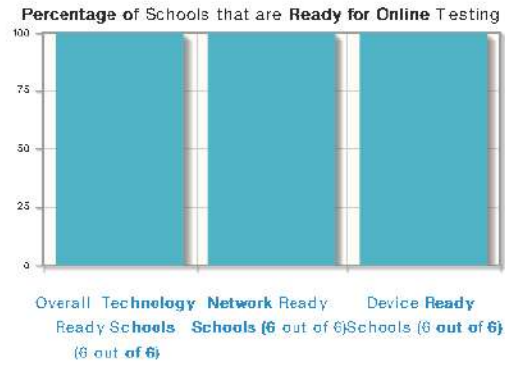 Percentage of Schools that are Ready for Online Testing
100
75
50
25
0
Overall Technology Ready Schools (6 out of 6)
Network Ready Schools (6 out of 6)
Device Ready Schools (6 out of 6)